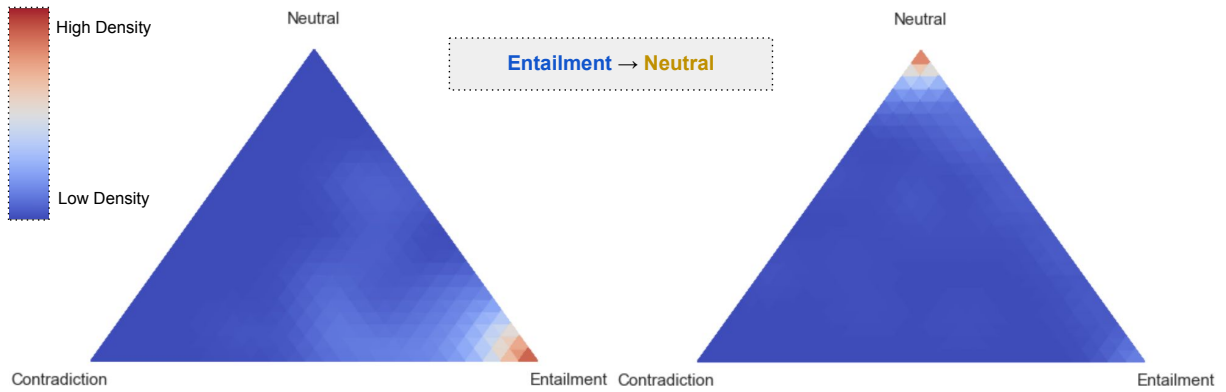 High Density
Low Density
Neutral
Contradiction
Entailment
Entailment → Neutral
Neutral
Contradiction
Entailment